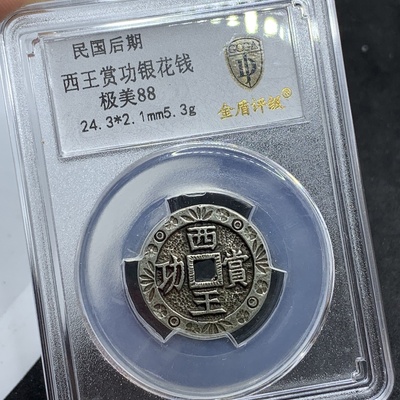 民国后期
西王赏功银花钱
极美88
24.3*2.1mm5.3g
金盾评级®
西
功 赏
王